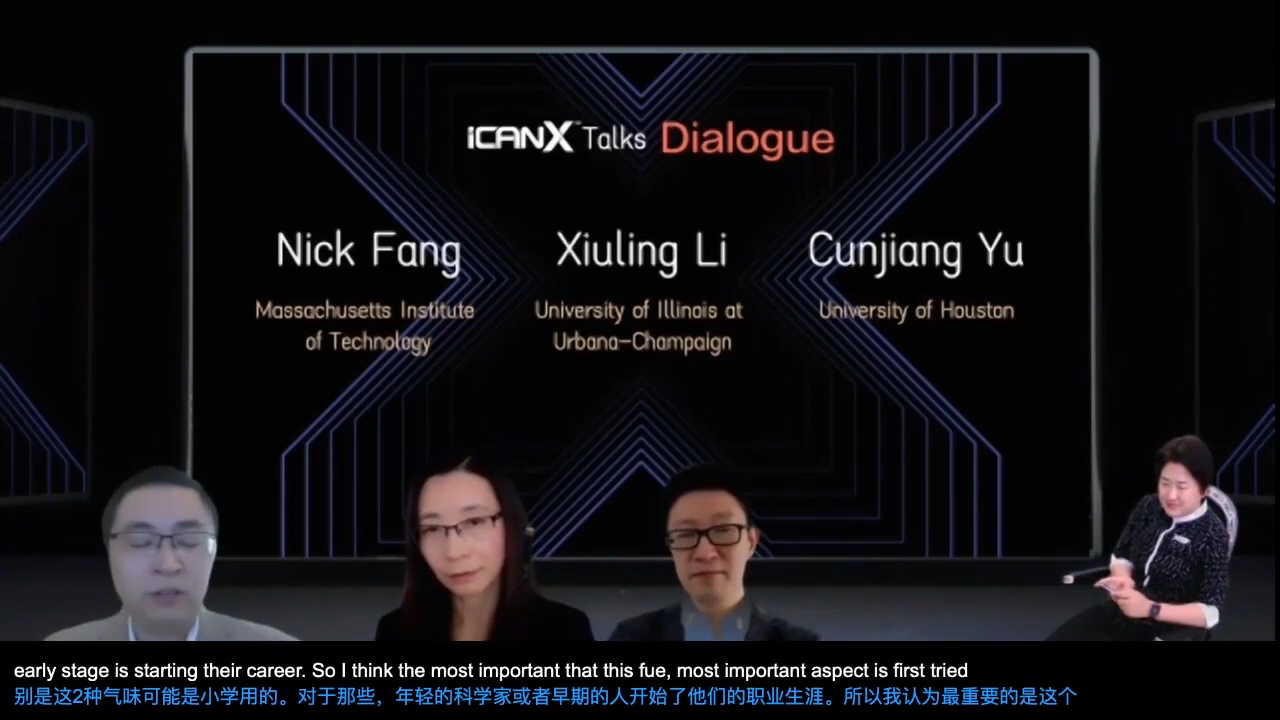 iCANX™ Talks Dialogue
Nick Fang
Massachusetts Institute
of Technology
Xiuling Li
University of Illinois at
Urbana-Champaign
Cunjiang Yu
University of Houston
early stage is starting their career. So I think the most important that this fue, most important aspect is first tried
别是这2种气味可能是小学用的。对于那些，年轻的科学家或者早期的人开始了他们的职业生涯。所以我认为最重要的是这个